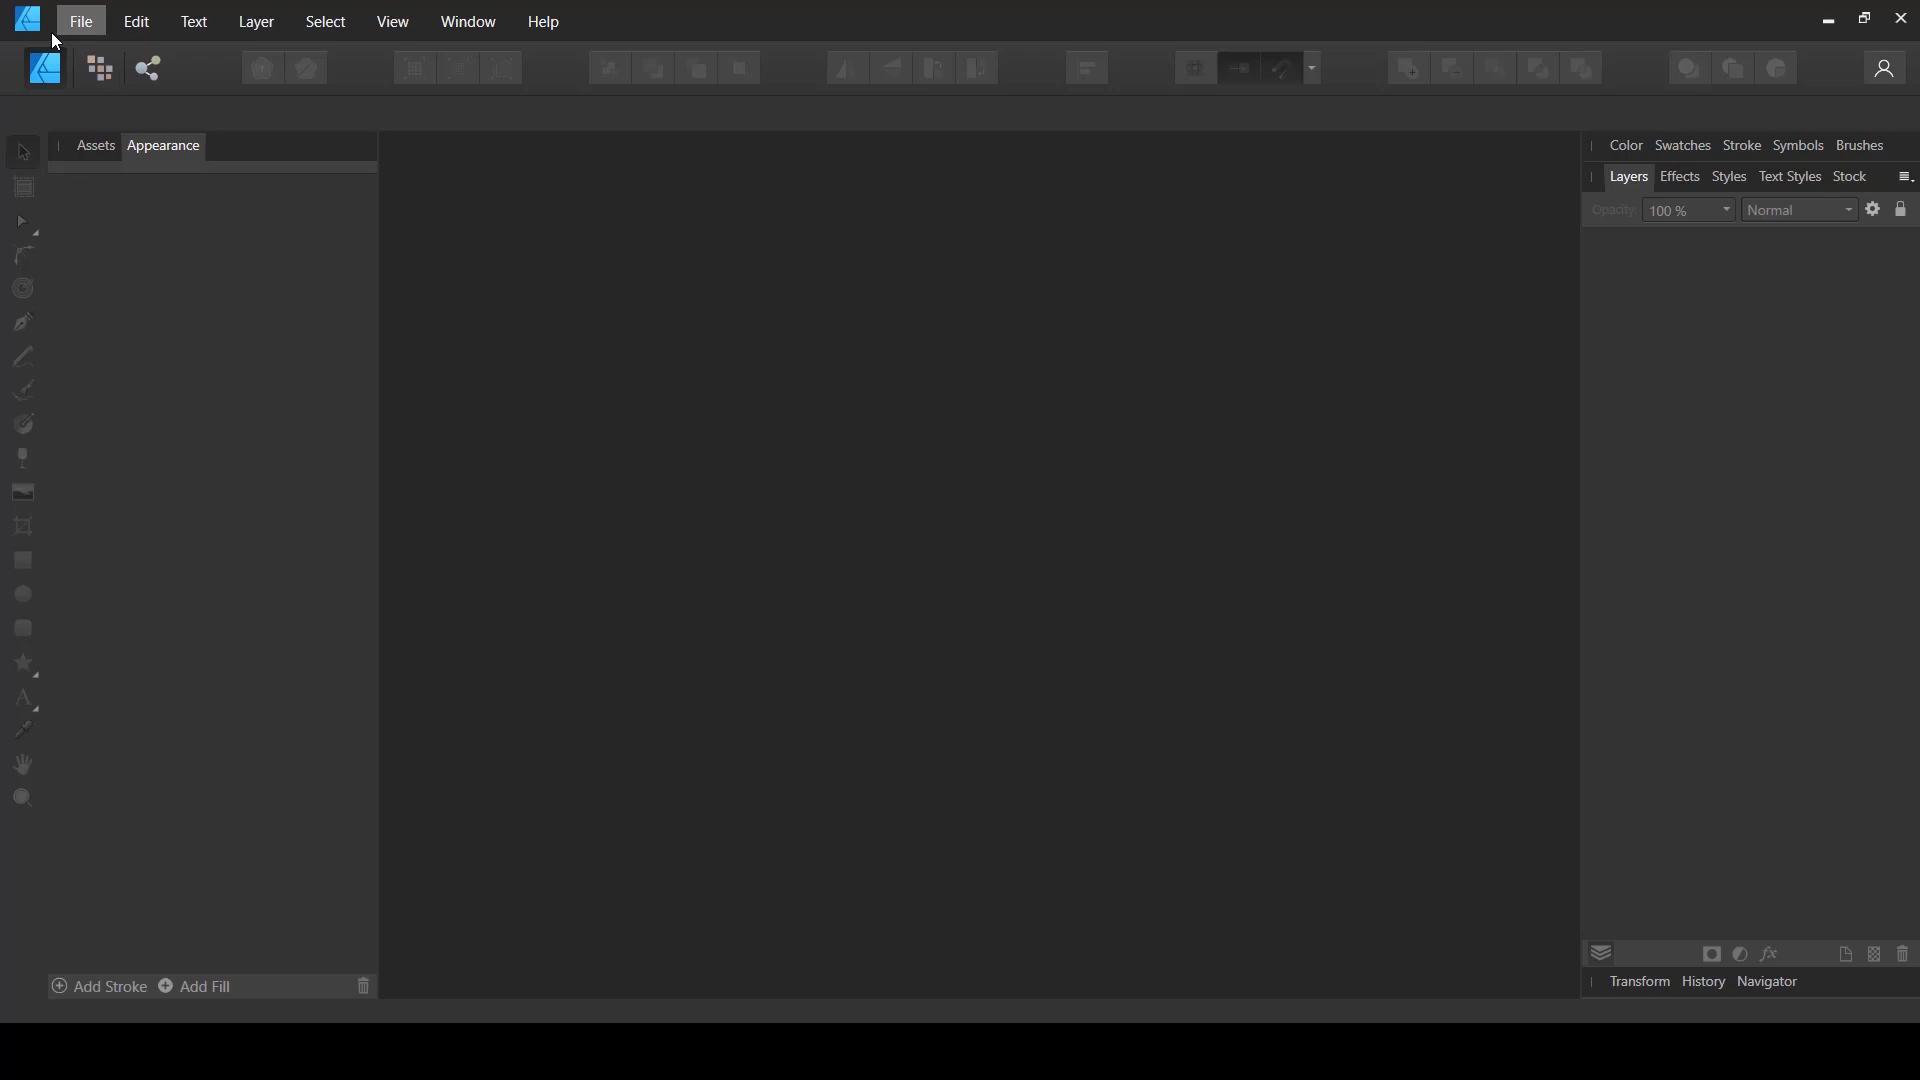 File Edit Text Layer Select View Window Help
Assets Appearance
Color Swatches Stroke Symbols Brushes
Layers Effects Styles Text Styles Stock
Opacity: 100 % Normal
fx
Add Stroke Add Fill
Transform History Navigator